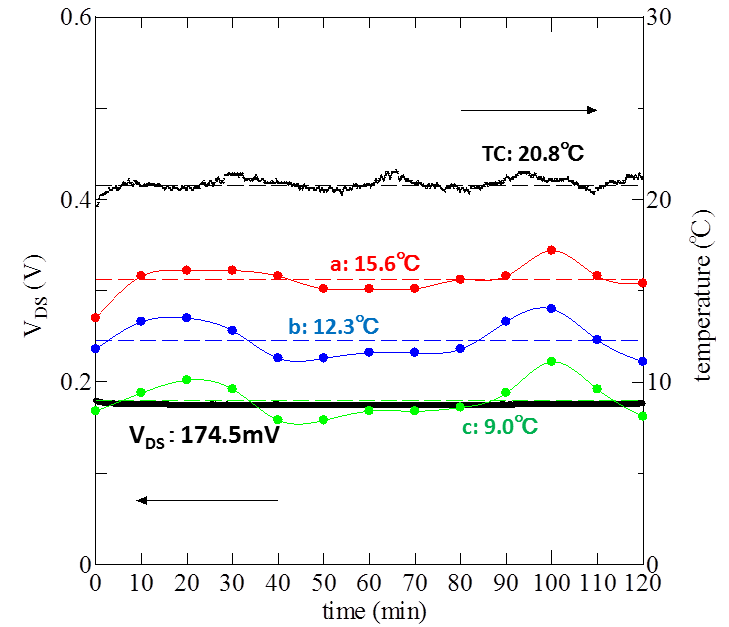 0.6
30
TC: 20.8℃
0.4
20
a: 15.6℃
V_DS (V)
temperature (℃)
b: 12.3℃
0.2
10
c: 9.0℃
V_DS : 174.5mV
0
0
0 10 20 30 40 50 60 70 80 90 100 110 120
time (min)